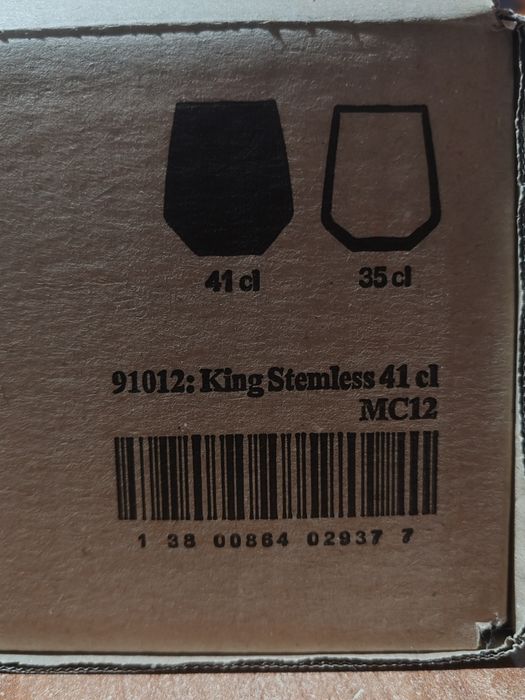 41 cl 35 cl
91012: King Stemless 41 cl
MC12
1 38 00864 02937 7